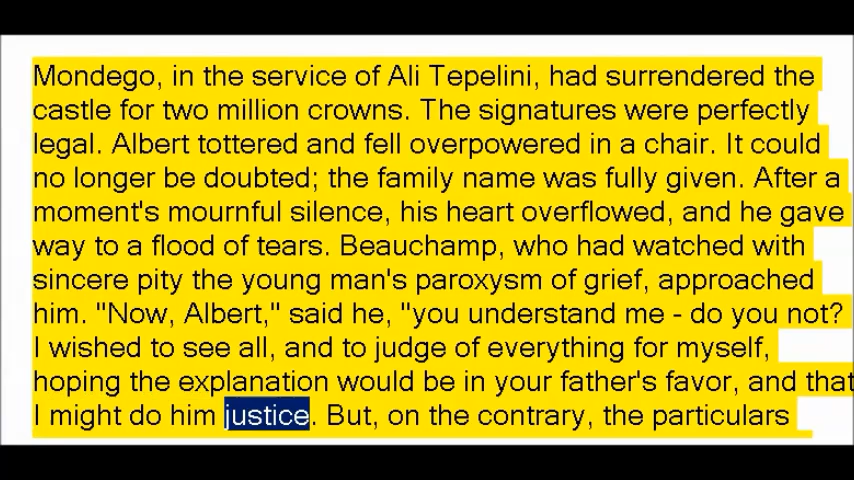 Mondego, in the service of Ali Tepelini, had surrendered the
castle for two million crowns. The signatures were perfectly
legal. Albert tottered and fell overpowered in a chair. It could
no longer be doubted; the family name was fully given. After a
moment's mournful silence, his heart overflowed, and he gave
way to a flood of tears. Beauchamp, who had watched with
sincere pity the young man's paroxysm of grief, approached
him. "Now, Albert," said he, "you understand me - do you not?
I wished to see all, and to judge of everything for myself,
hoping the explanation would be in your father's favor, and that
I might do him justice. But, on the contrary, the particulars